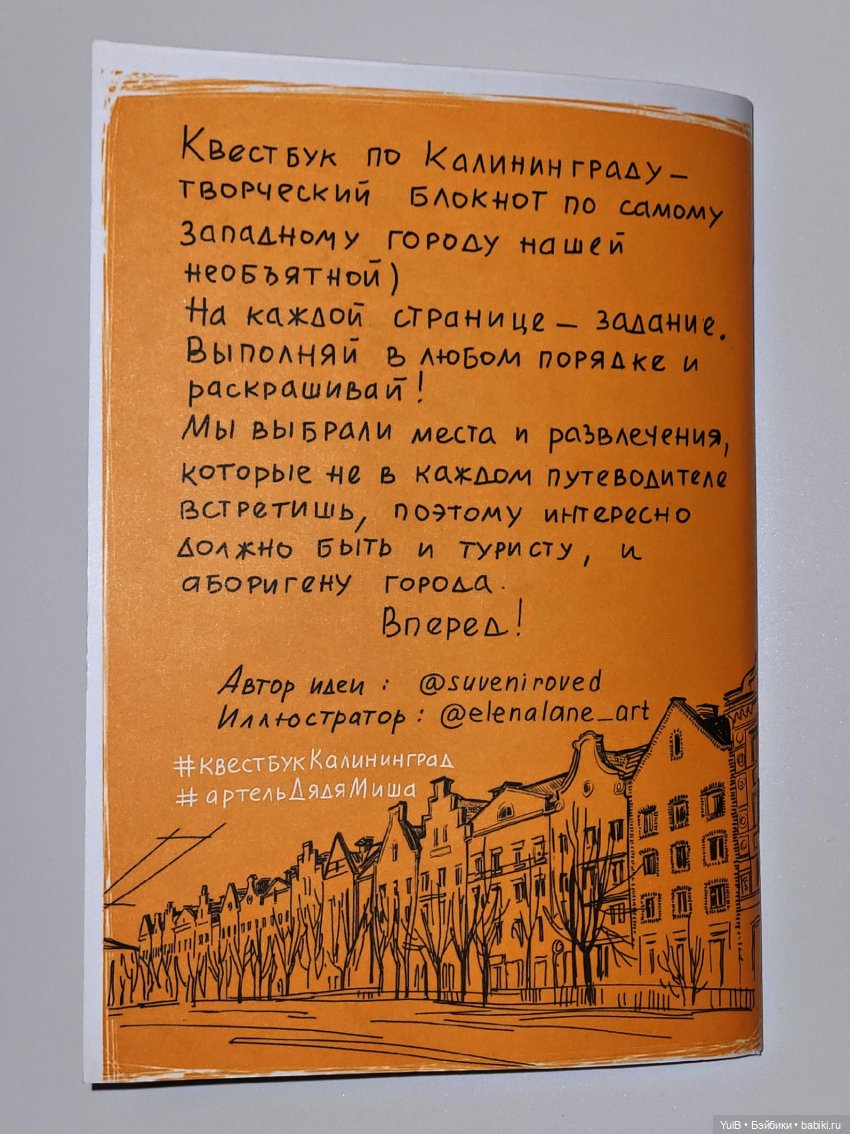 Квестбук по Калининграду –
творческий блокнот по самому
западному городу нашей
необъятной)
На каждой странице – задание.
Выполняй в любом порядке и
раскрашивай!
Мы выбрали места и развлечения,
которые не в каждом путеводителе
встретишь, поэтому интересно
должно быть и туристу, и
аборигену города.
Вперед!
Автор идеи : @suveniroved
Иллюстратор : @elenalane_art
#квестбукКалининград
#артельДядяМиша
YulB • Бэйбики • babiki.ru